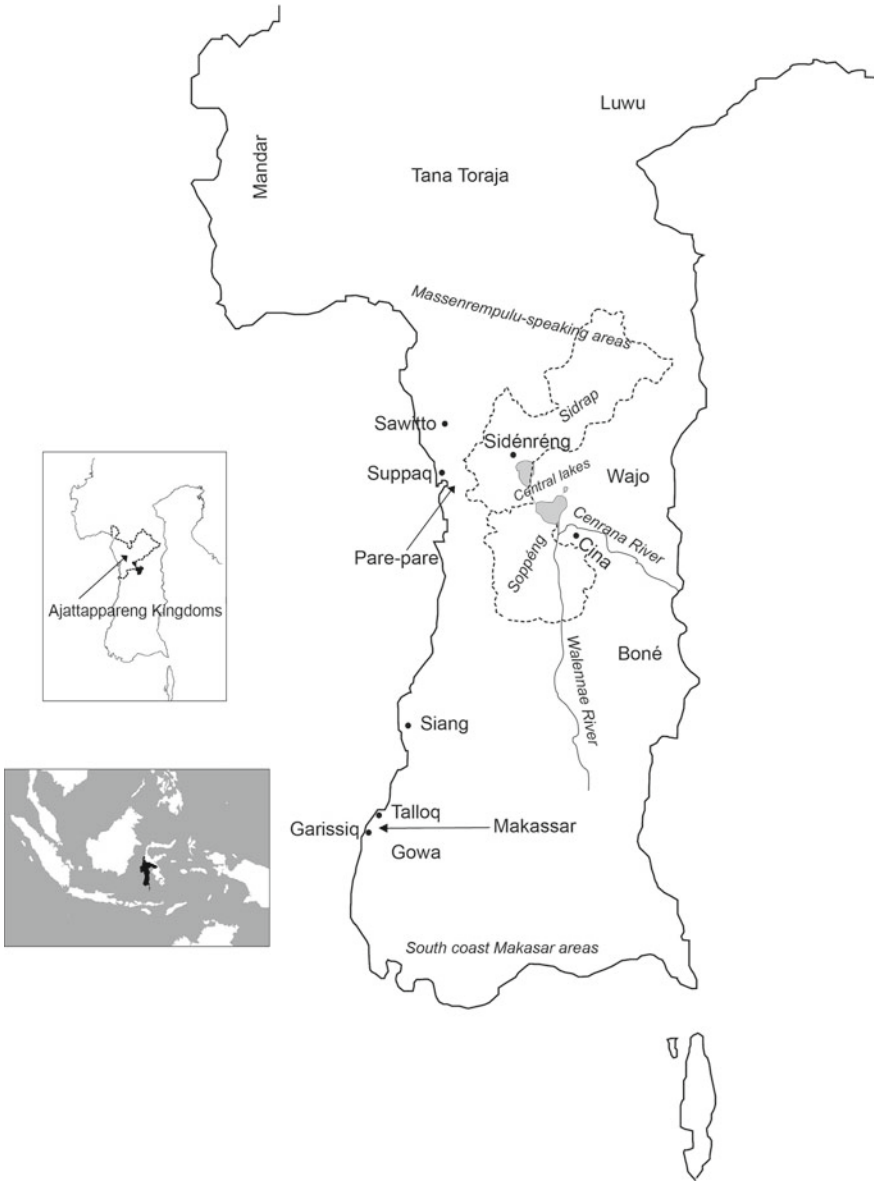 Luwu
Mandar
Tana Toraja
Massenrempulu-speaking areas
Sidrap
Sawitto
Sidénréng
Suppaq
Central lakes
Wajo
Pare-pare
Cenrana River
Cina
Soppéng
Ajattappareng Kingdoms
Walennae River
Boné
Siang
Talloq
Garissiq
Makassar
Gowa
South coast Makasar areas